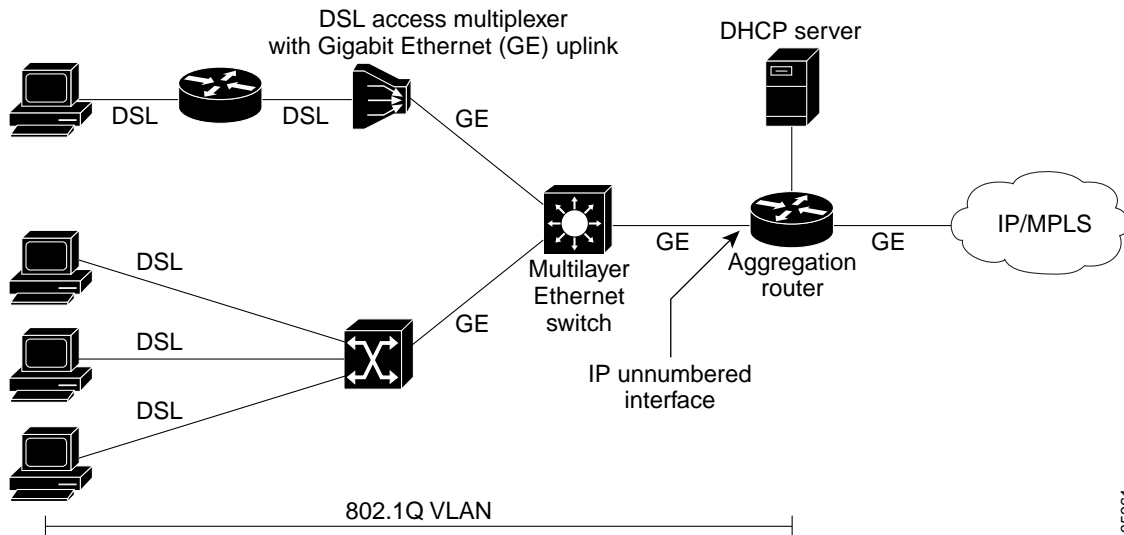 DSL access multiplexer
with Gigabit Ethernet (GE) uplink
DHCP server
DSL
DSL
GE
DSL
GE
GE
IP/MPLS
Multilayer
Ethernet
switch
Aggregation
router
DSL
GE
DSL
IP unnumbered
interface
802.1Q VLAN